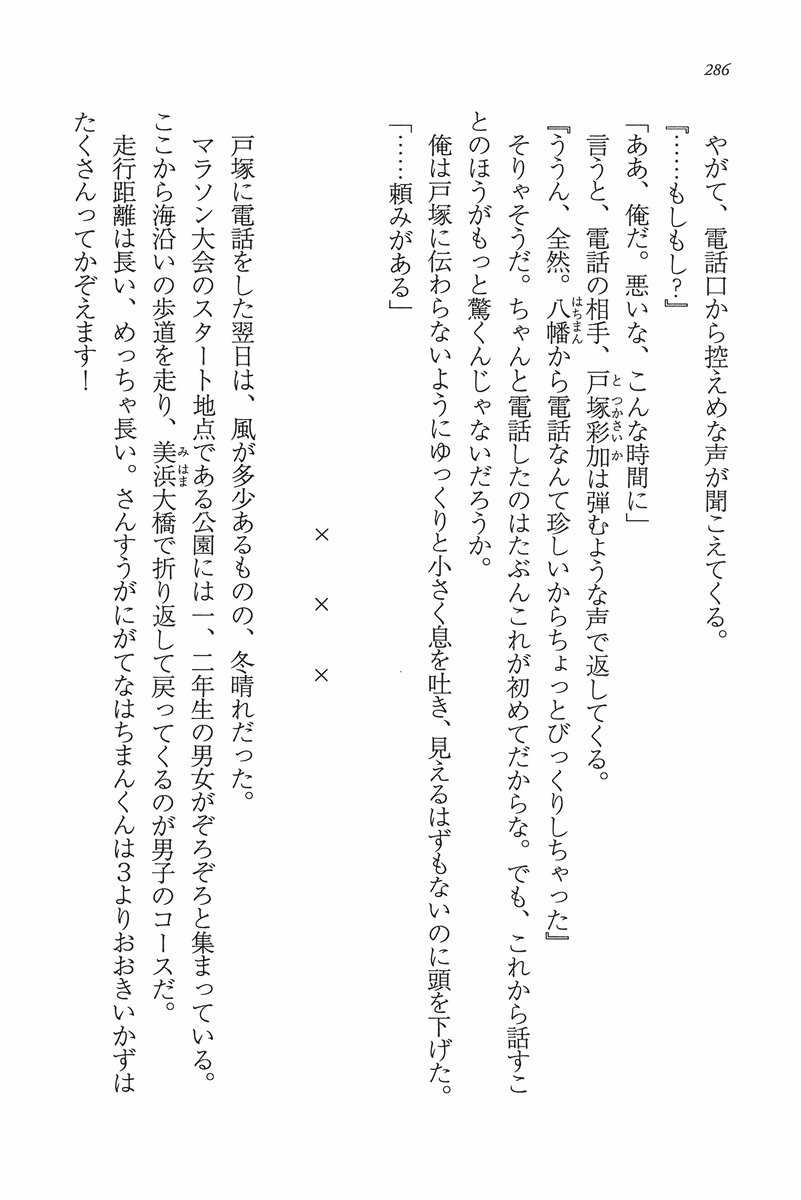 286
やがて、電話口から控えめな声が聞こえてくる。
『……もしもし?』
「ああ、俺だ。悪いな、こんな時間に」
言うと、電話の相手、戸塚彩加は弾むような声で返してくる。
『ううん、全然。八幡から電話なんて珍しいからちょっとびっくりしちゃった』
そりゃそうだ。ちゃんと電話したのはたぶんこれが初めてだからな。でも、これから話すこ
とのほうがもっと驚くんじゃないだろうか。
俺は戸塚に伝わらないようにゆっくりと小さく息を吐き、見えるはずもないのに頭を下げた。
「……頼みがある」
× × ×
戸塚に電話をした翌日は、風が多少あるものの、冬晴れだった。
マラソン大会のスタート地点である公園には一、二年生の男女がぞろぞろと集まっている。
ここから海沿いの歩道を走り、美浜大橋で折り返して戻ってくるのが男子のコースだ。
走行距離は長い、めっちゃ長い。さんすうがにがてなはちまんくんは3よりおおきいかずは
たくさんってかぞえます!